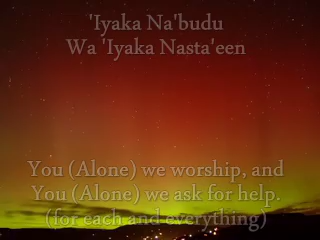 'Iyaka Na'budu
Wa 'Iyaka Nasta'een
You (Alone) we worship, and
You (Alone) we ask for help.
(for each and everything)